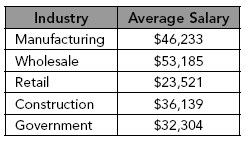 Industry Average Salary
Manufacturing $46,233
Wholesale $53,185
Retail $23,521
Construction $36,139
Government $32,304